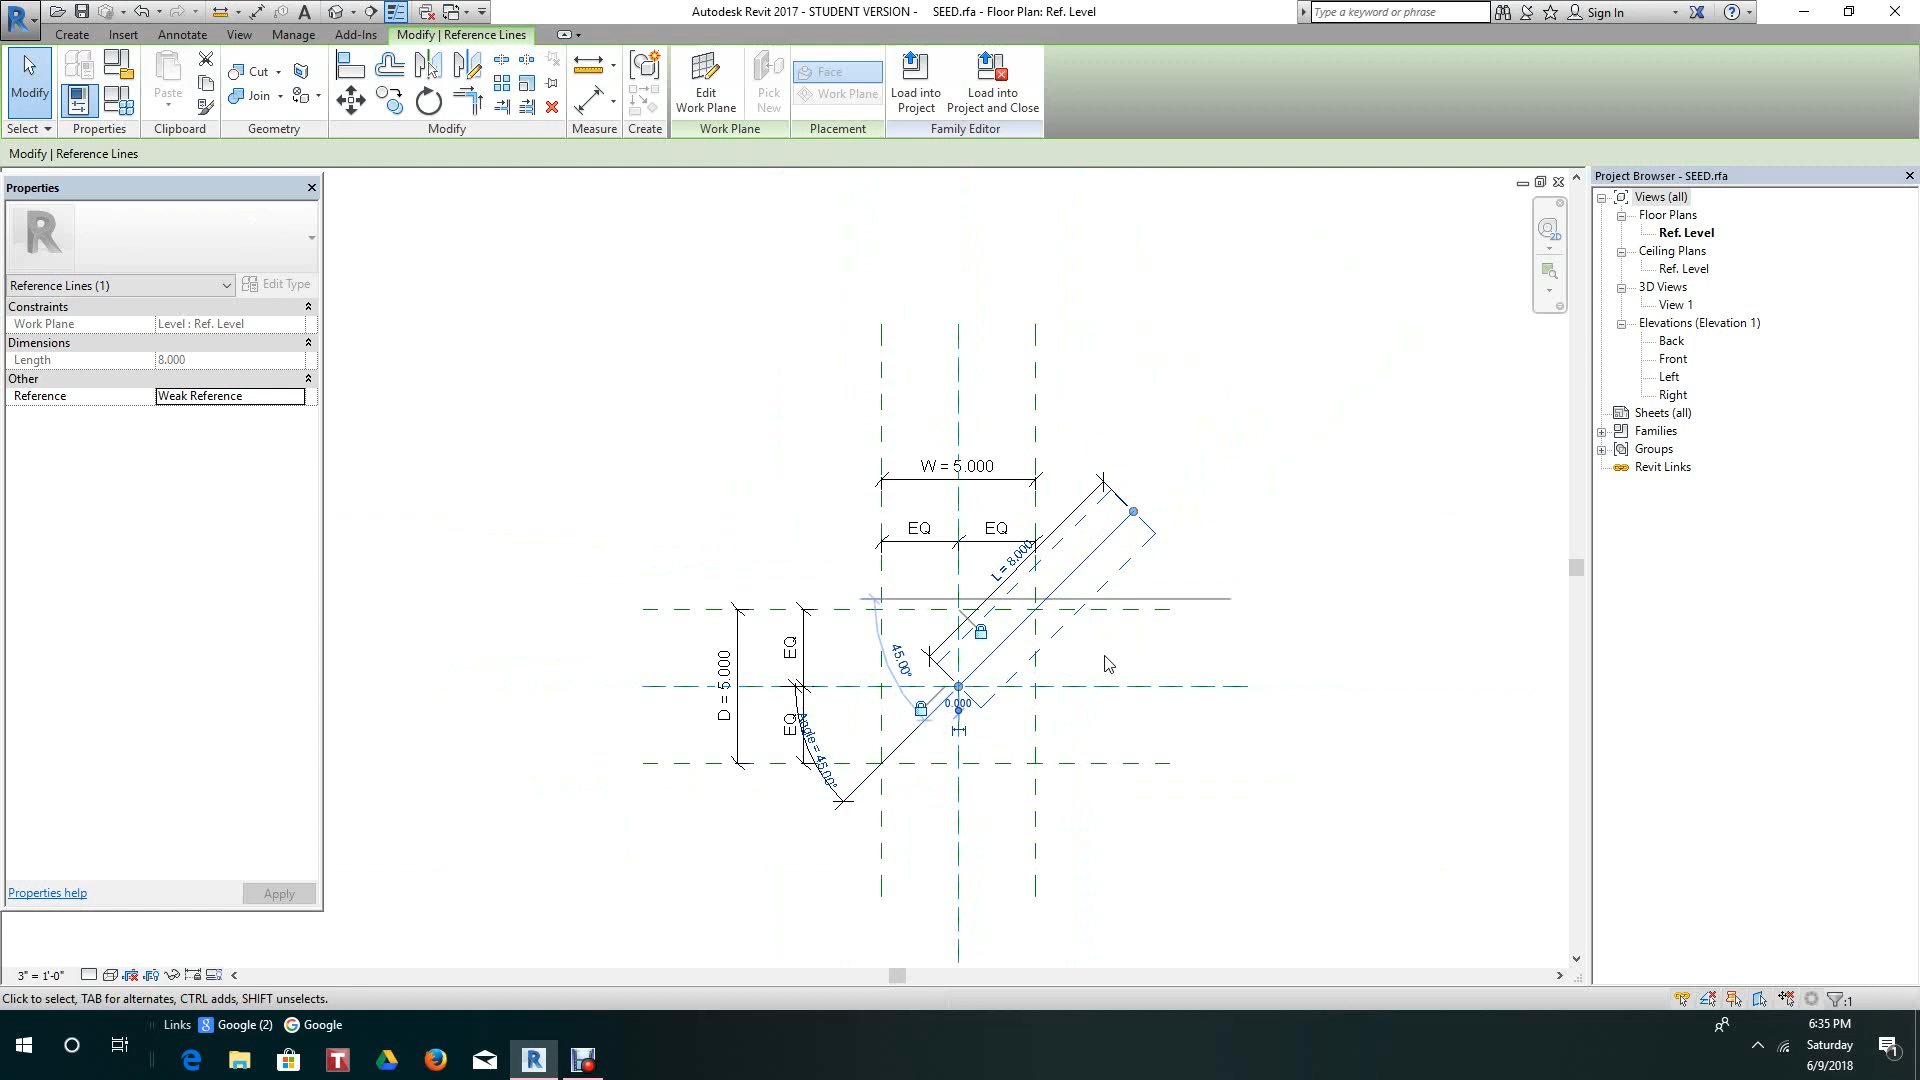 Autodesk Revit 2017 - STUDENT VERSION - SEED.rfa - Floor Plan: Ref. Level
Type a keyword or phrase
Sign In
Create Insert Annotate View Manage Add-Ins Modify | Reference Lines
Modify
Select
Properties
Paste
Clipboard
Cut
Join
Geometry
Modify
Measure
Create
Edit
Work Plane
Pick
New
Work Plane
Face
Work Plane
Placement
Load into
Project
Load into
Project and Close
Family Editor
Modify | Reference Lines
Properties
R
Reference Lines (1)
Edit Type
Constraints
Work Plane Level : Ref. Level
Dimensions
Length 8.000
Other
Reference Weak Reference
Properties help
Apply
W = 5.000
EQ EQ
L = 8.000
45.00°
D = 5.000
EQ
EQ
Angle = 45.00°
0.000
2D
Project Browser - SEED.rfa
Views (all)
Floor Plans
Ref. Level
Ceiling Plans
Ref. Level
3D Views
View 1
Elevations (Elevation 1)
Back
Front
Left
Right
Sheets (all)
Families
Groups
Revit Links
3" = 1'-0"
Click to select, TAB for alternates, CTRL adds, SHIFT unselects.
:1
Links Google (2) Google
6:35 PM
Saturday
6/9/2018
1